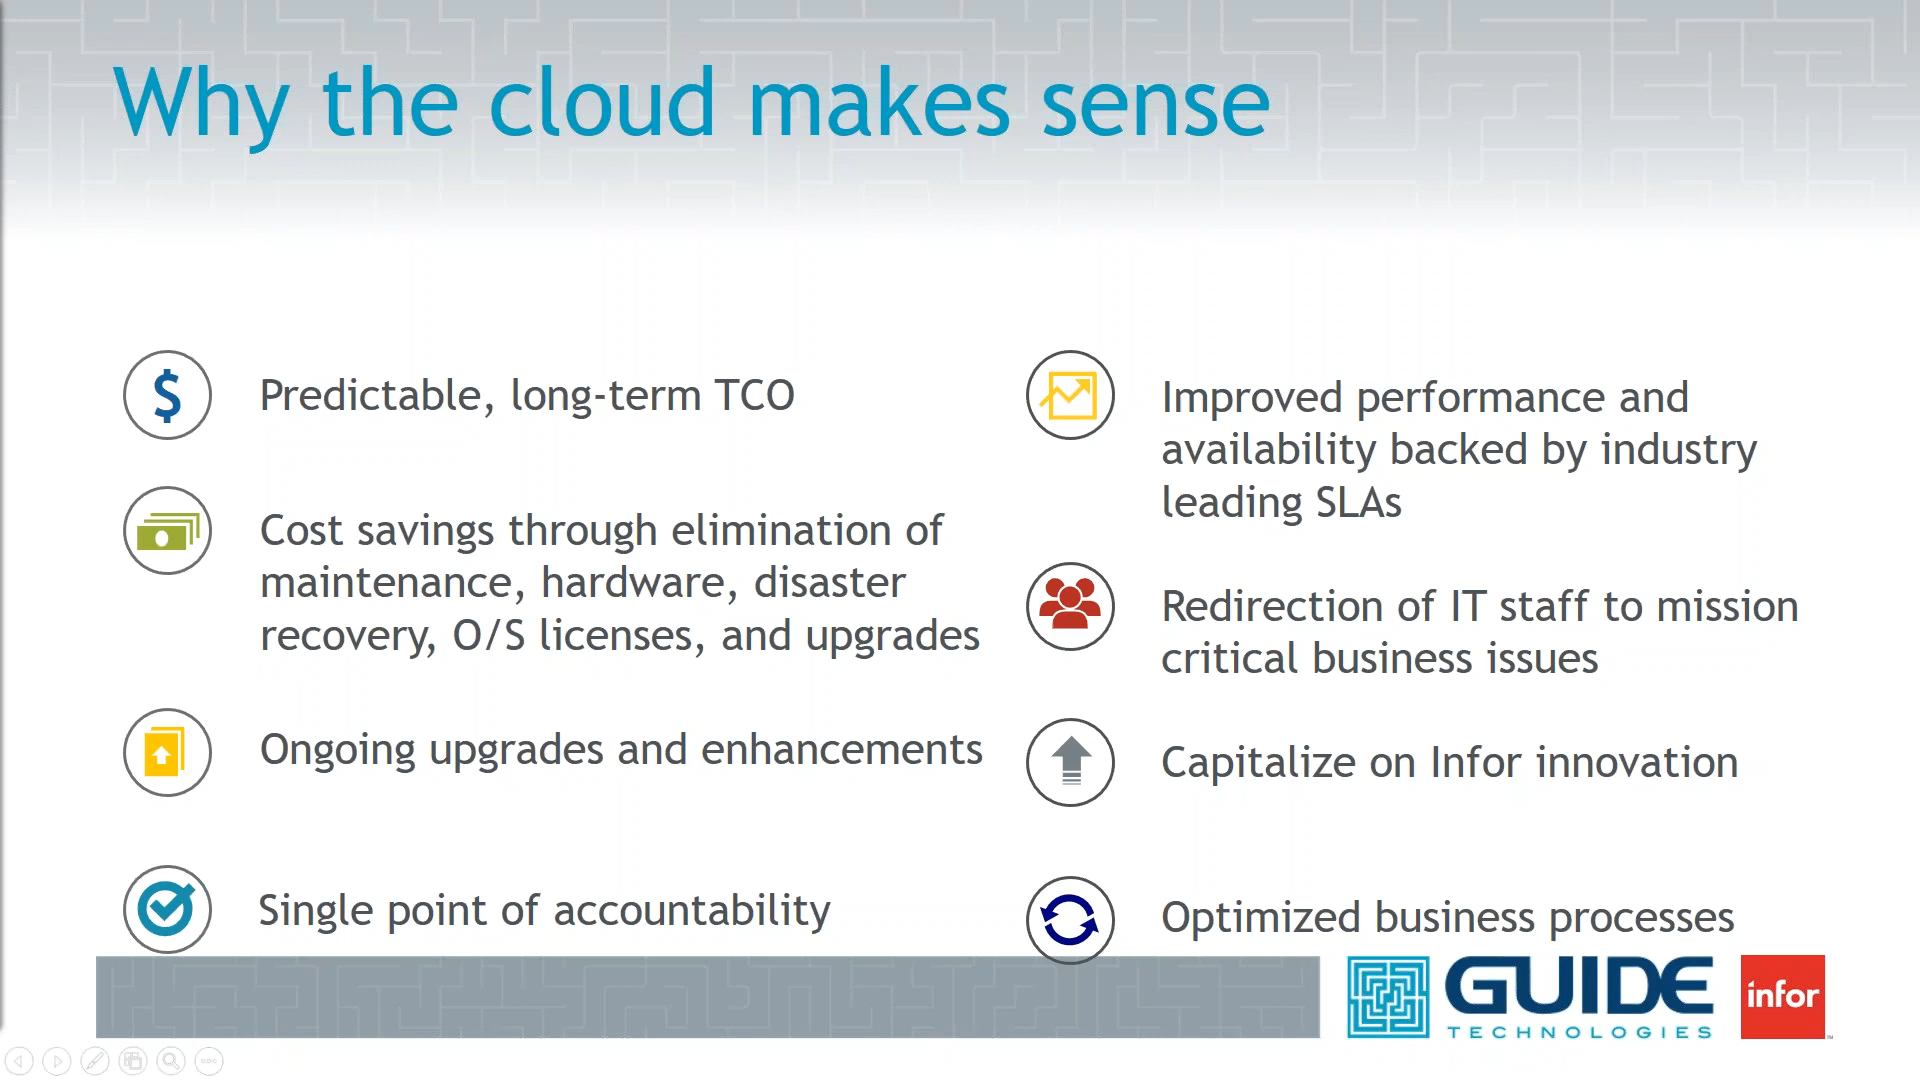 Why the cloud makes sense
$
Predictable, long-term TCO
Cost savings through elimination of
maintenance, hardware, disaster
recovery, O/S licenses, and upgrades
Ongoing upgrades and enhancements
Single point of accountability
Improved performance and
availability backed by industry
leading SLAs
Redirection of IT staff to mission
critical business issues
Capitalize on Infor innovation
Optimized business processes
GUIDE
TECHNOLOGIES
infor
™